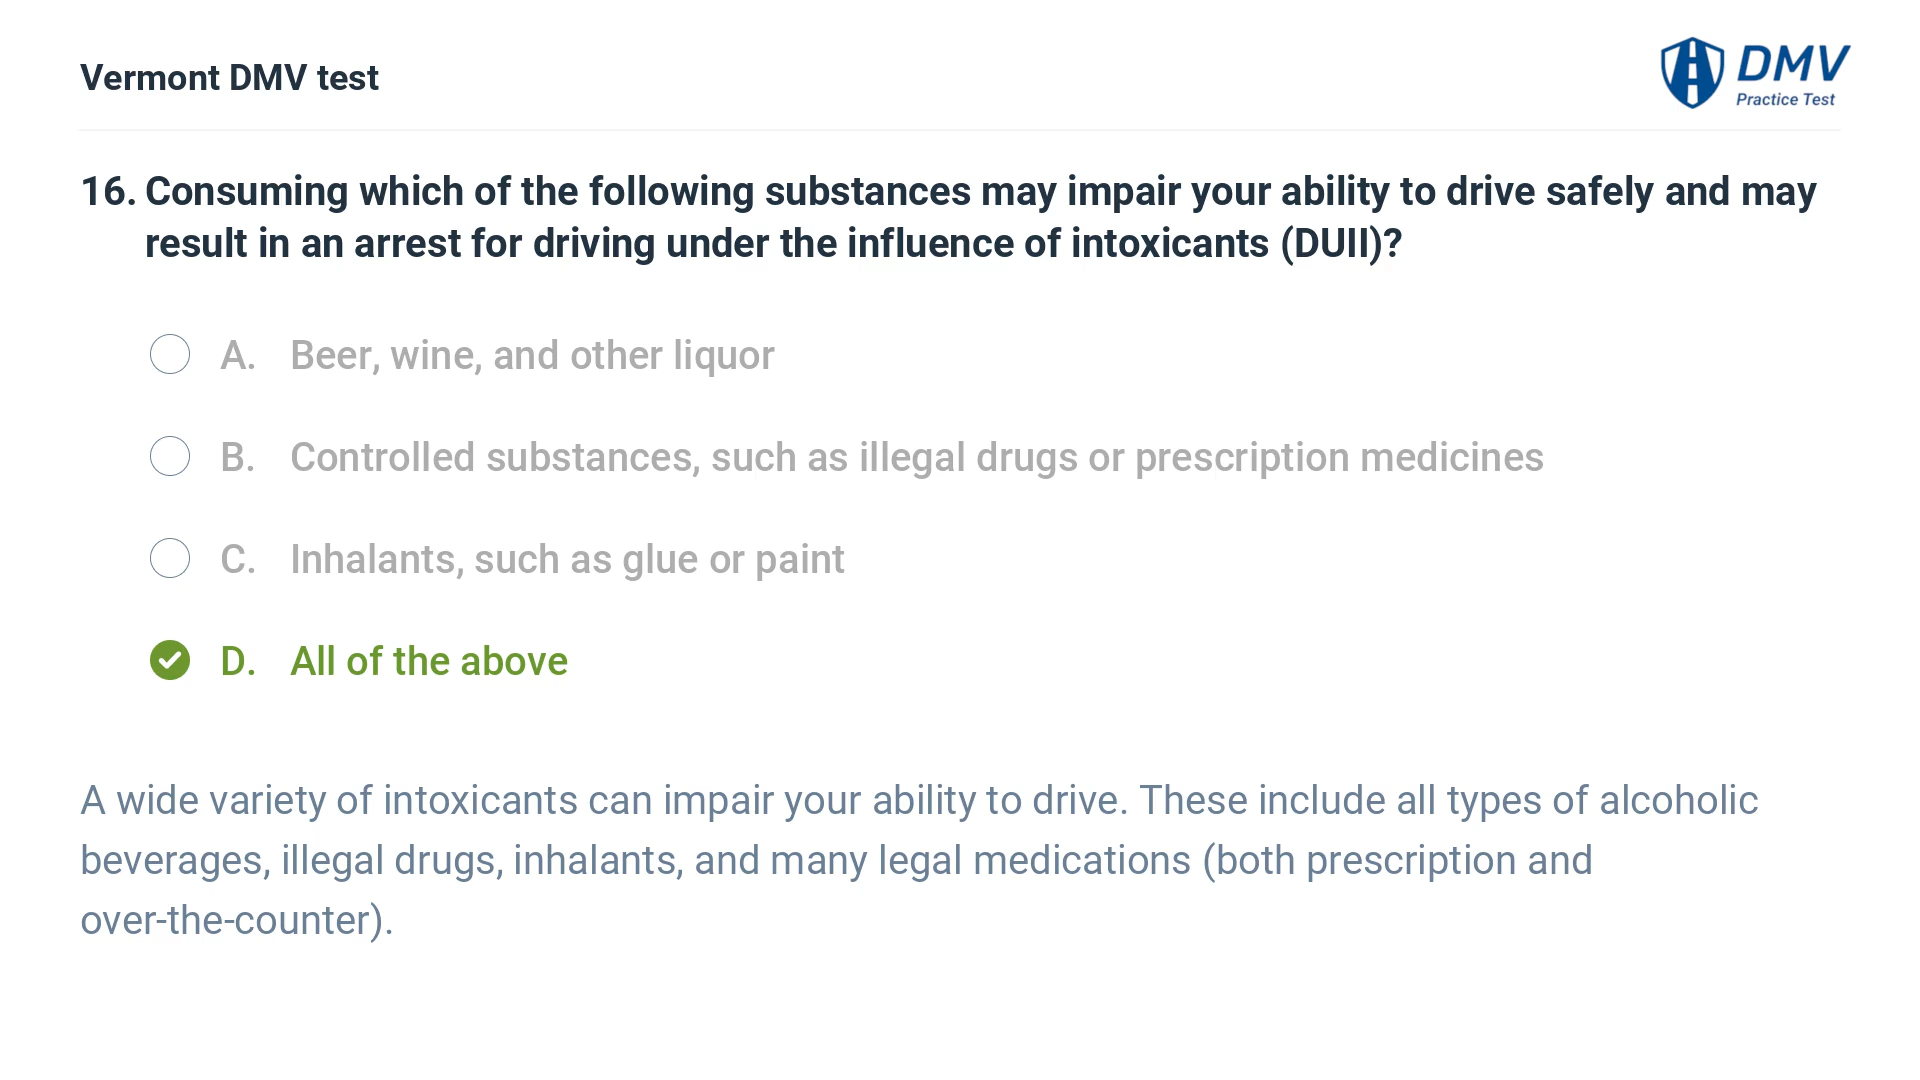 Vermont DMV test
DMV
Practice Test
16. Consuming which of the following substances may impair your ability to drive safely and may
result in an arrest for driving under the influence of intoxicants (DUII)?
A. Beer, wine, and other liquor
B. Controlled substances, such as illegal drugs or prescription medicines
C. Inhalants, such as glue or paint
D. All of the above
A wide variety of intoxicants can impair your ability to drive. These include all types of alcoholic
beverages, illegal drugs, inhalants, and many legal medications (both prescription and
over-the-counter).